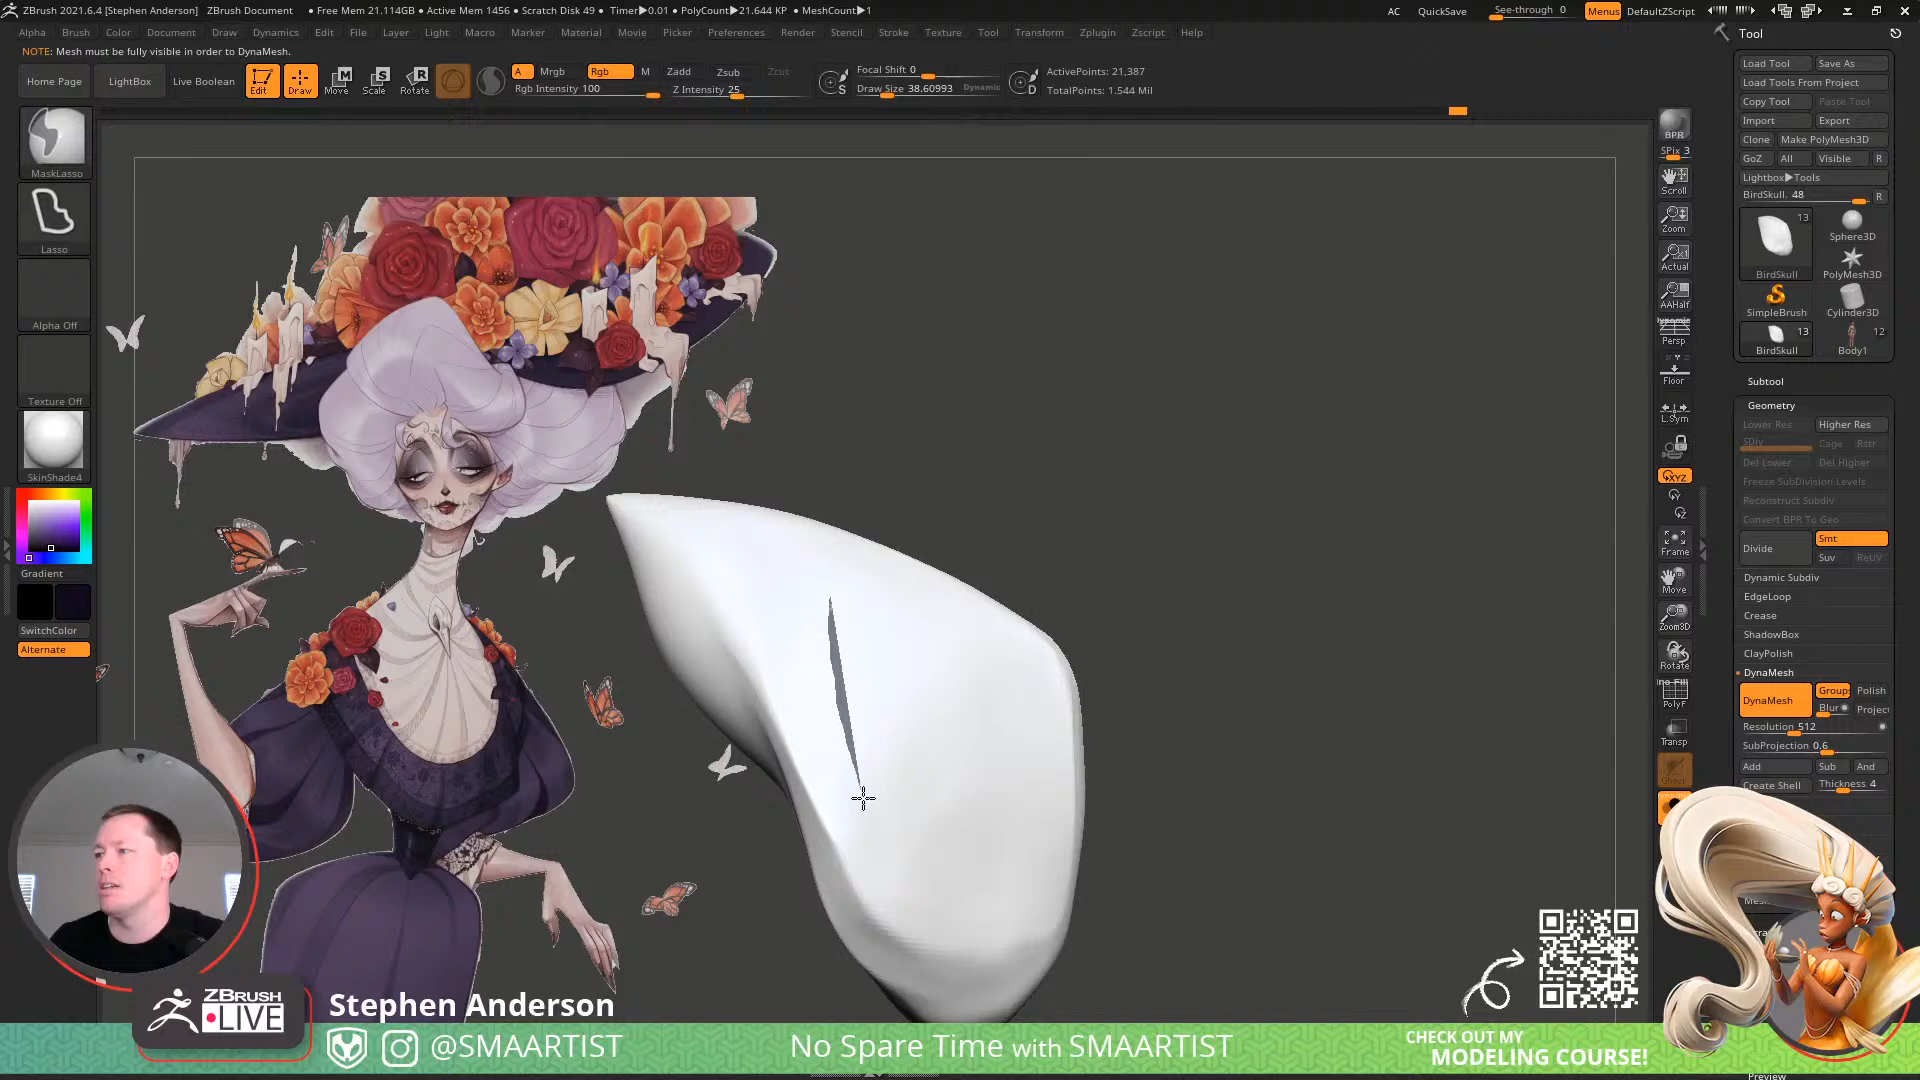 ZBrush 2021.6.4 [Stephen Anderson]
ZBrush Document
• Free Mem 21.114GB • Active Mem 1456 • Scratch Disk 49 • Timer▶0.01 • PolyCount▶21.644 KP • MeshCount▶1
AC
QuickSave
See-through 0
Menus
DefaultZScript
Alpha Brush Color Document Draw Dynamics Edit File Layer Light Macro Marker Material Movie Picker Preferences Render Stencil Stroke Texture Tool Transform Zplugin Zscript Help
NOTE: Mesh must be fully visible in order to DynaMesh.
Home Page
LightBox
Live Boolean
Edit
Draw
Move
Scale
Rotate
A
Mrgb
Rgb
M
Zadd
Zsub
Zcut
Rgb Intensity 100
Z Intensity 25
Focal Shift 0
Draw Size 38.60993
Dynamic
ActivePoints: 21,387
TotalPoints: 1.544 Mil
MaskLasso
Lasso
Alpha Off
Texture Off
SkinShade4
Gradient
SwitchColor
Alternate
BPR
SPix 3
Scroll
Zoom
Actual
AAHalf
Dynamic
Persp
Floor
L.Sym
XYZ
Frame
Move
Zoom3D
Rotate
PolyF
Transp
Ghost
Tool
Load Tool
Save As
Load Tools From Project
Copy Tool
Paste Tool
Import
Export
Clone
Make PolyMesh3D
GoZ
All
Visible
R
Lightbox▶Tools
BirdSkull. 48
R
13
BirdSkull
Sphere3D
PolyMesh3D
SimpleBrush
Cylinder3D
13
BirdSkull
12
Body1
Subtool
Geometry
Lower Res
Higher Res
SDiv
Cage
Rstr
Del Lower
Del Higher
Freeze SubDivision Levels
Reconstruct Subdiv
Convert BPR To Geo
Divide
Smt
Suv
ReUV
Dynamic Subdiv
EdgeLoop
Crease
ShadowBox
ClayPolish
DynaMesh
DynaMesh
Groups
Polish
Blur
Project
Resolution 512
SubProjection 0.6
Add
Sub
And
Create Shell
Thickness 4
Preview
ZBRUSH
LIVE
Stephen Anderson
@SMAARTIST
No Spare Time with SMAARTIST
CHECK OUT MY
MODELING COURSE!